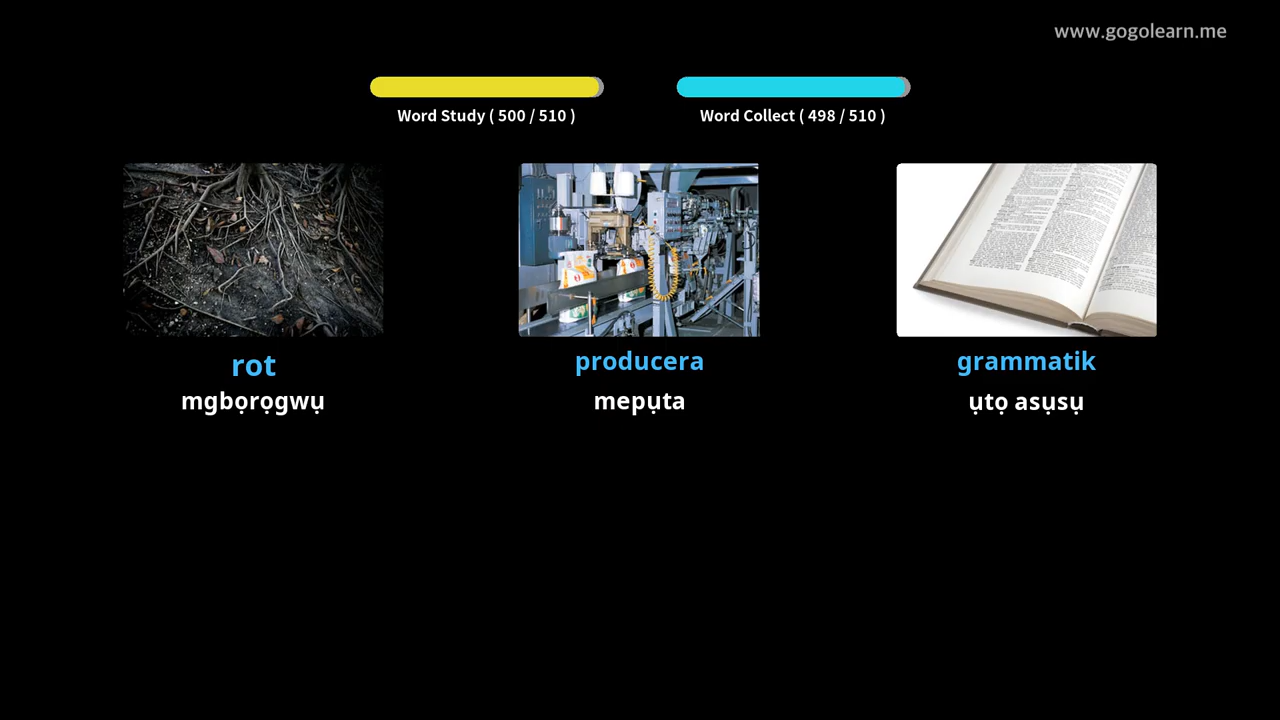 www.gogolearn.me
Word Study ( 500 / 510 )
Word Collect ( 498 / 510 )
rot
producera
grammatik
mgbọrọgwụ
mepụta
ụtọ asụsụ